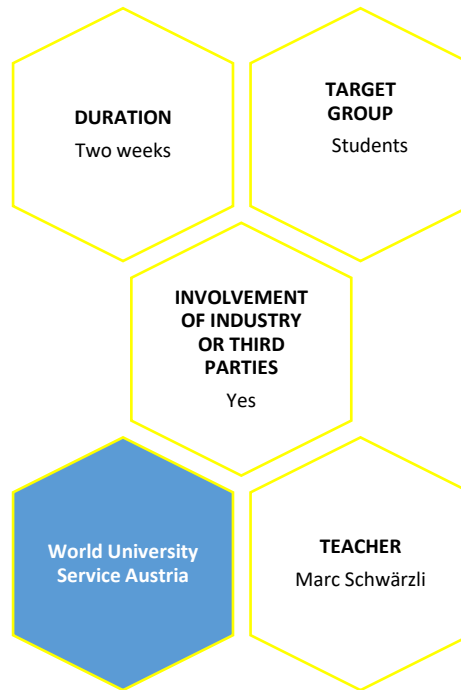 DURATION
Two weeks
TARGET
GROUP
Students
INVOLVEMENT
OF INDUSTRY
OR THIRD
PARTIES
Yes
World University
Service Austria
TEACHER
Marc Schwärzli